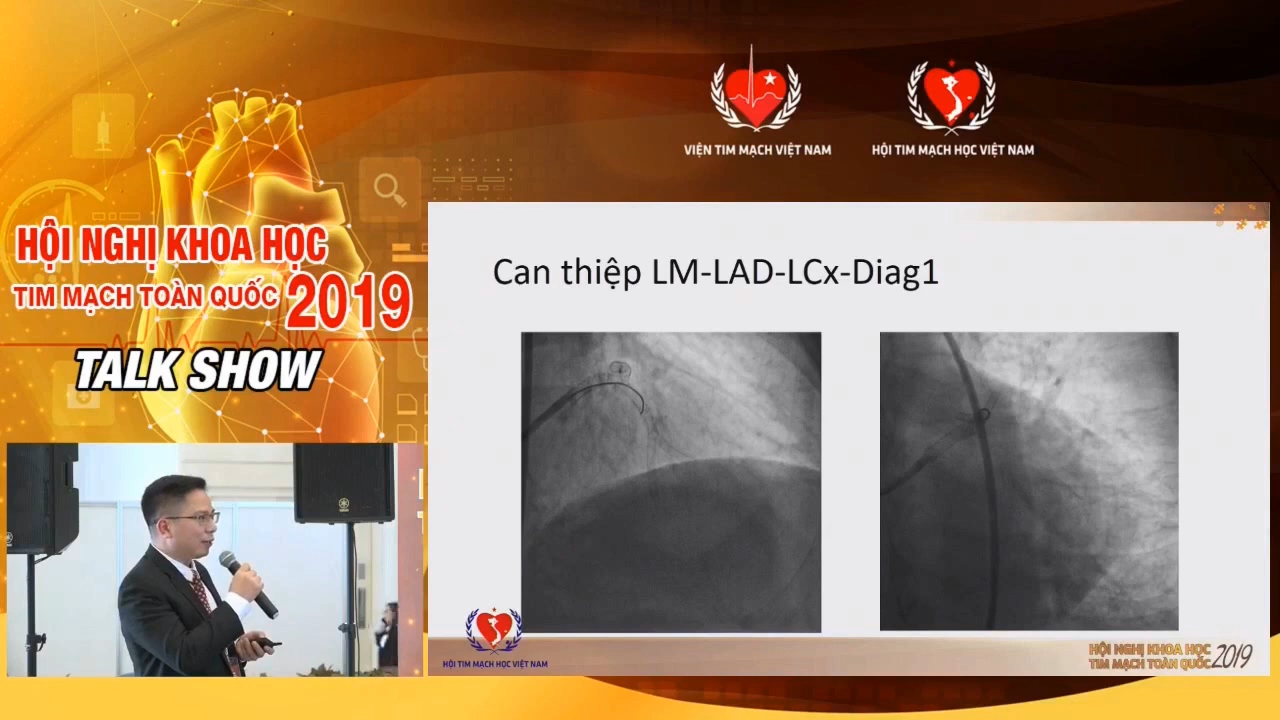 VIỆN TIM MẠCH VIỆT NAM
HỘI TIM MẠCH HỌC VIỆT NAM
HỘI NGHỊ KHOA HỌC
TIM MẠCH TOÀN QUỐC 2019
TALK SHOW
Can thiệp LM-LAD-LCx-Diag1
HỘI TIM MẠCH HỌC VIỆT NAM
HỘI NGHỊ KHOA HỌC
TIM MẠCH TOÀN QUỐC 2019